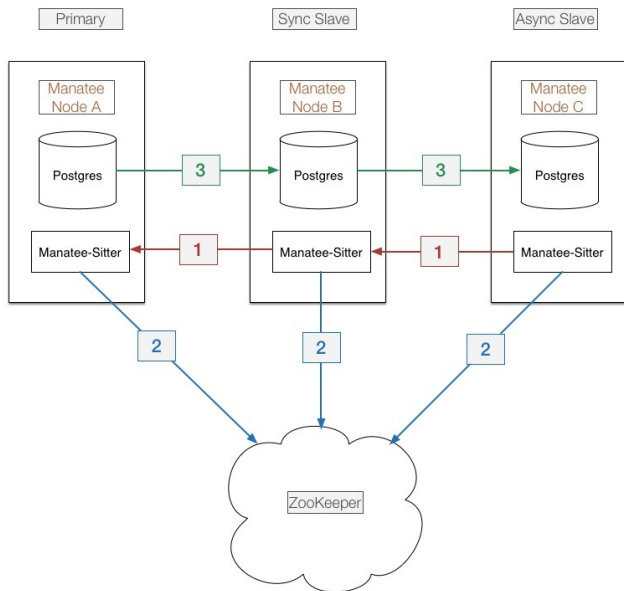 Primary
Sync Slave
Async Slave
Manatee
Node A
Manatee
Node B
Manatee
Node C
Postgres
3
Postgres
3
Postgres
Manatee-Sitter
1
Manatee-Sitter
1
Manatee-Sitter
2
2
2
ZooKeeper